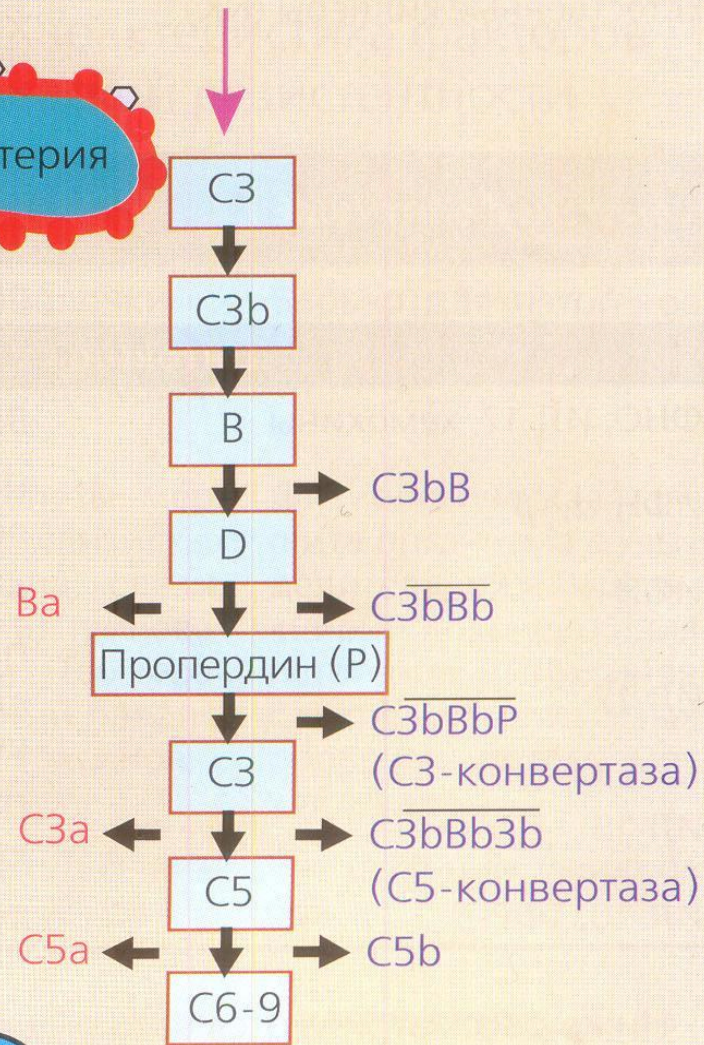 терия
C3
C3b
B
C3bB
D
Ba
C3bBb
Пропердин (P)
C3bBbP
C3
(C3-конвертаза)
C3a
C3bBb3b
C5
(C5-конвертаза)
C5a
C5b
C6-9